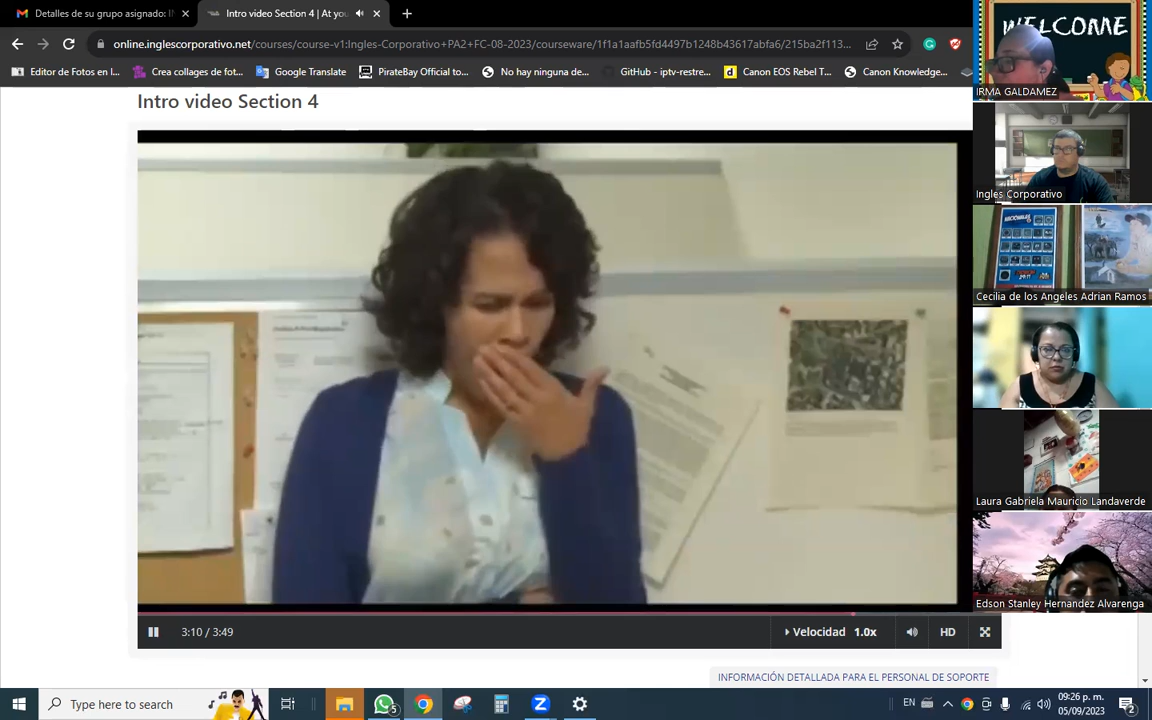 Detalles de su grupo asignado: I
Intro video Section 4 | At you
online.inglescorporativo.net/courses/course-v1:Ingles-Corporativo+PA2+FC-08-2023/courseware/1f1a1aafb5fd4497b1248b43617abfa6/215ba2f113...
Editor de Fotos en l...
Crea collages de fot...
Google Translate
PirateBay Official to...
No hay ninguna de...
GitHub - iptv-restre...
Canon EOS Rebel T...
Canon Knowledge...
Intro video Section 4
WELCOME
IRMA GALDAMEZ
Ingles Corporativo
Cecilia de los Angeles Adrian Ramos
Laura Gabriela Mauricio Landaverde
Edson Stanley Hernandez Alvarenga
3:10 / 3:49
Velocidad 1.0x
HD
INFORMACIÓN DETALLADA PARA EL PERSONAL DE SOPORTE
Type here to search
5
EN
09:26 p. m.
05/09/2023
2